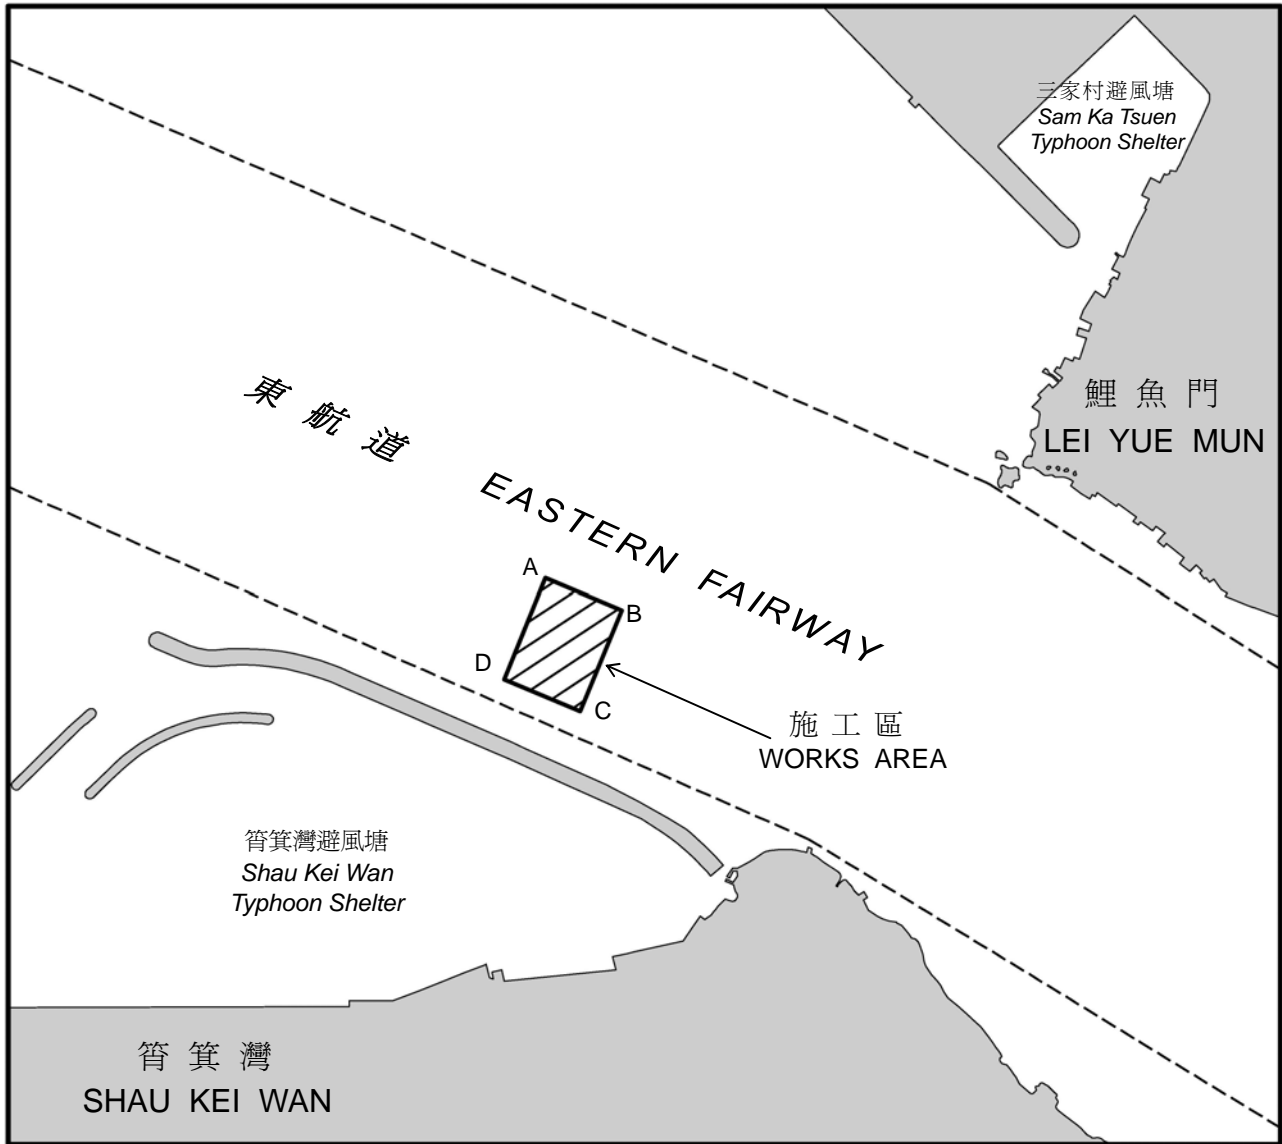 三家村避風塘
Sam Ka Tsuen
Typhoon Shelter
鯉魚門
LEI YUE MUN
東航道 EASTERN FAIRWAY
A
B
D
C
施工區
WORKS AREA
筲箕灣避風塘
Shau Kei Wan
Typhoon Shelter
筲箕灣
SHAU KEI WAN